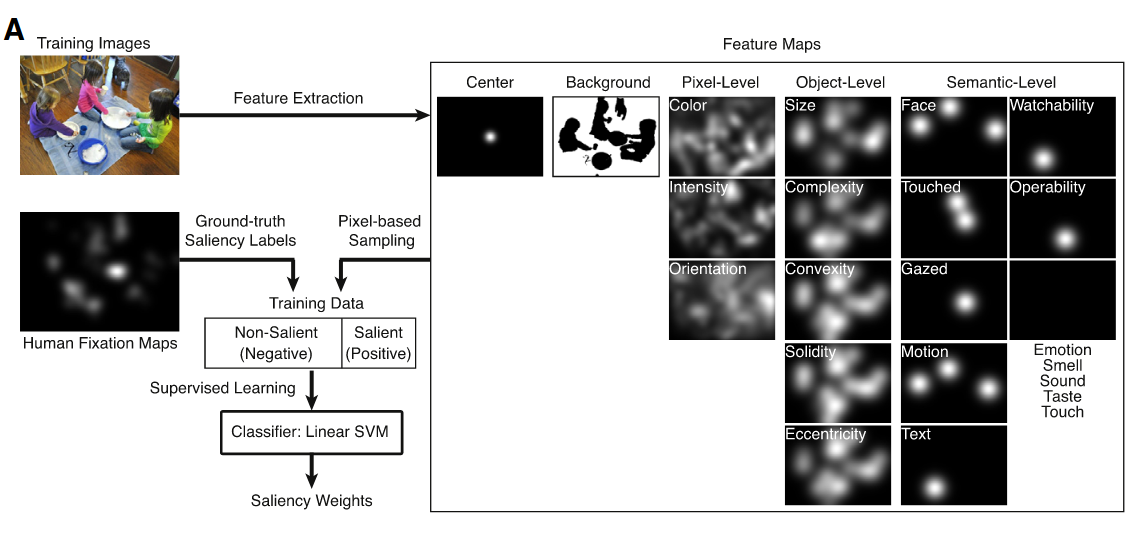 A
Training Images
Feature Extraction
Feature Maps
Center
Background
Pixel-Level
Object-Level
Semantic-Level
Color
Size
Face
Watchability
Intensity
Complexity
Touched
Operability
Orientation
Convexity
Gazed
Solidity
Motion
Emotion
Smell
Sound
Taste
Touch
Eccentricity
Text
Ground-truth
Saliency Labels
Pixel-based
Sampling
Human Fixation Maps
Training Data
Non-Salient
(Negative)
Salient
(Positive)
Supervised Learning
Classifier: Linear SVM
Saliency Weights